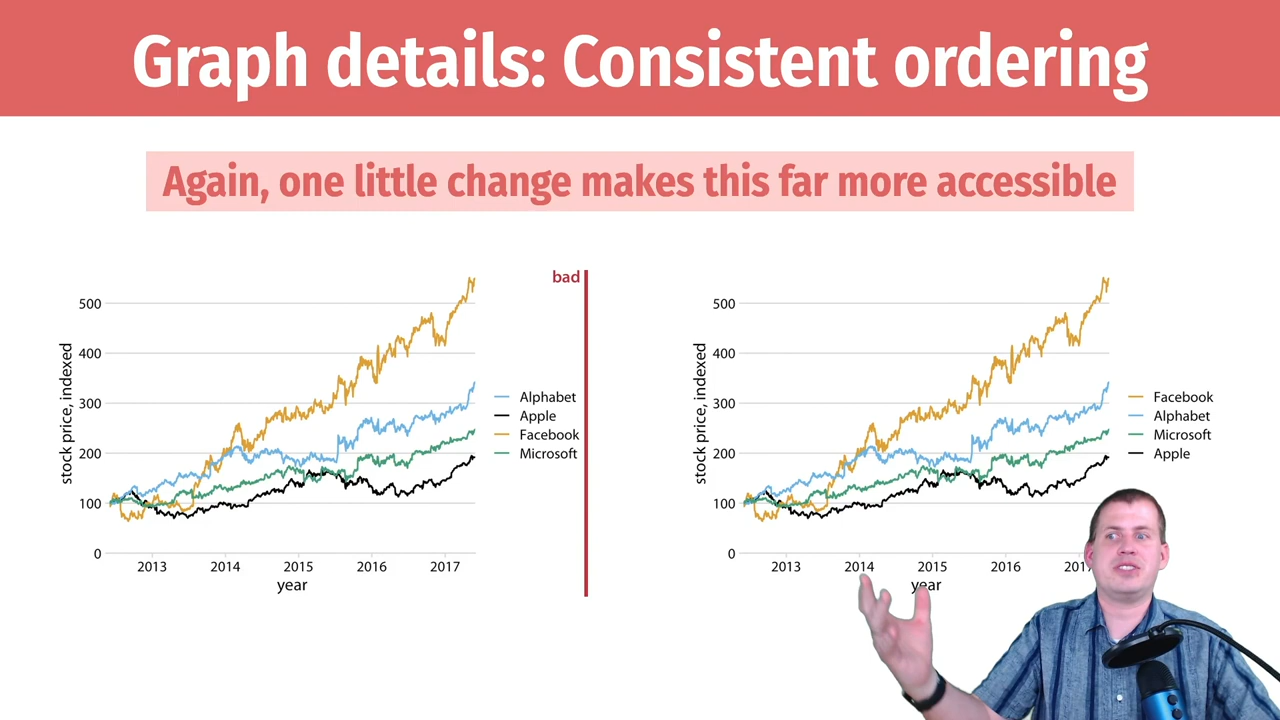 Graph details: Consistent ordering
Again, one little change makes this far more accessible
bad
stock price, indexed
500
400
300
200
100
0
2013 2014 2015 2016 2017
year
Alphabet
Apple
Facebook
Microsoft
stock price, indexed
500
400
300
200
100
0
2013 2014 2015 2016 201
year
Facebook
Alphabet
Microsoft
Apple